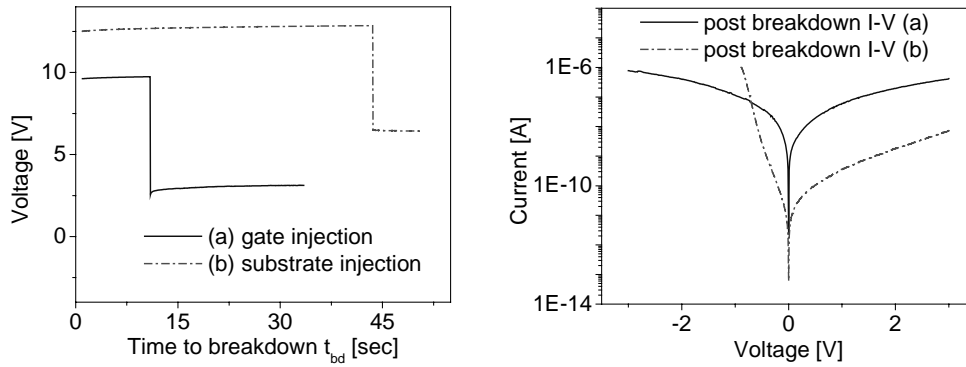 Voltage [V]
10
5
0
(a) gate injection
(b) substrate injection
0
15
30
45
Time to breakdown t_bd [sec]
post breakdown I-V (a)
post breakdown I-V (b)
Current [A]
1E-6
1E-10
1E-14
-2
0
2
Voltage [V]